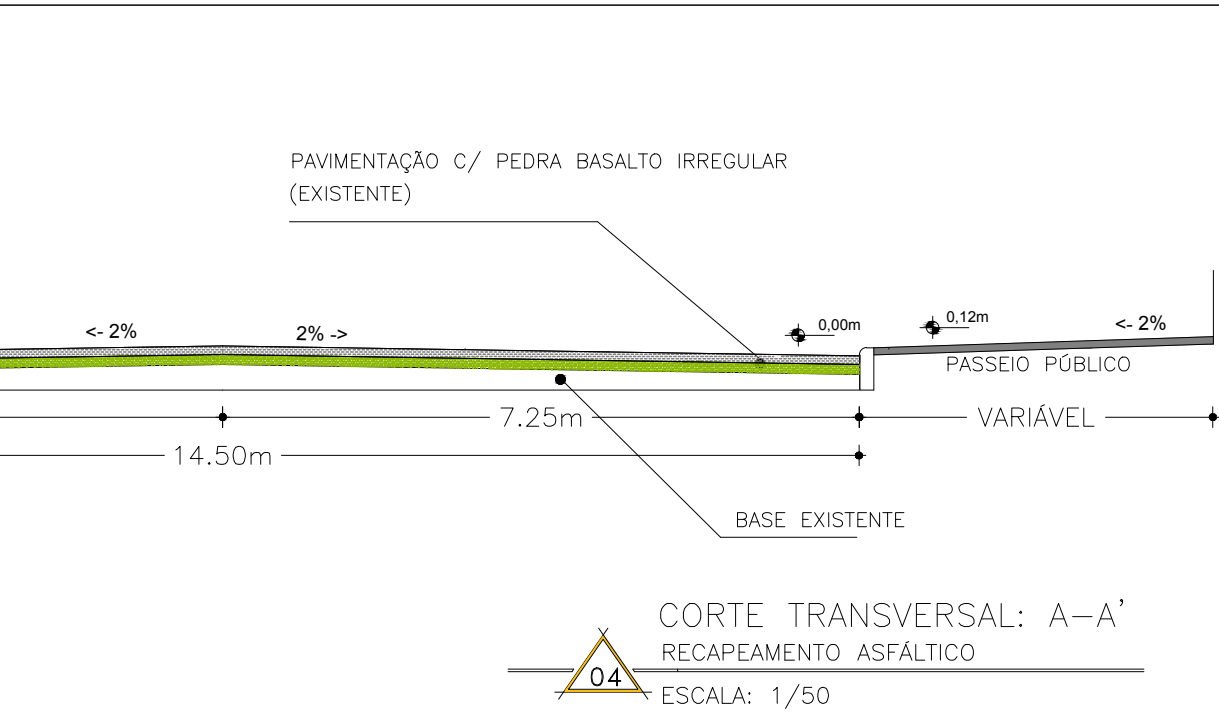 PAVIMENTAÇÃO C/ PEDRA BASALTO IRREGULAR
(EXISTENTE)
<- 2%
2% ->
0,00m
0,12m
<- 2%
PASSEIO PÚBLICO
7.25m
VARIÁVEL
14.50m
BASE EXISTENTE
CORTE TRANSVERSAL: A-A'
RECAPEAMENTO ASFÁLTICO
04
ESCALA: 1/50